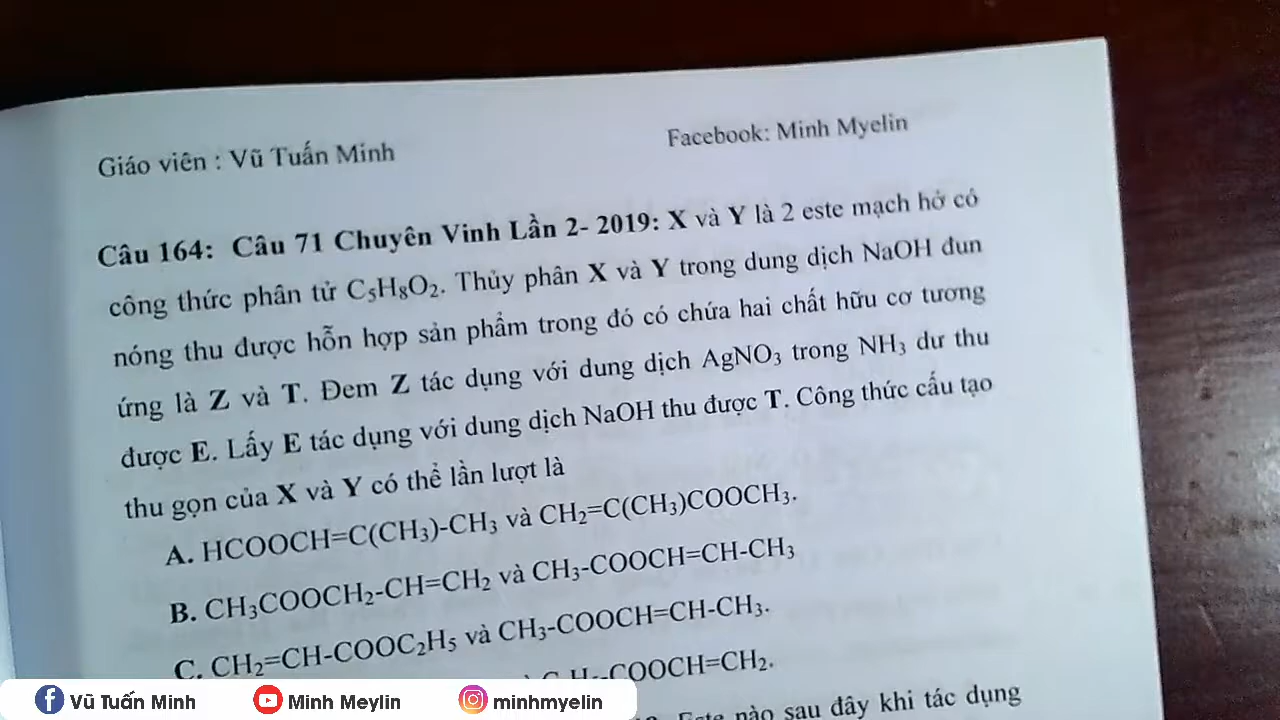 Giáo viên : Vũ Tuấn Minh
Facebook: Minh Myelin
Câu 164: Câu 71 Chuyên Vinh Lần 2- 2019: X và Y là 2 este mạch hở có
công thức phân tử C₅H₈O₂. Thủy phân X và Y trong dung dịch NaOH đun
nóng thu được hỗn hợp sản phẩm trong đó có chứa hai chất hữu cơ tương
ứng là Z và T. Đem Z tác dụng với dung dịch AgNO₃ trong NH₃ dư thu
được E. Lấy E tác dụng với dung dịch NaOH thu được T. Công thức cấu tạo
thu gọn của X và Y có thể lần lượt là
A. HCOOCH=C(CH₃)-CH₃ và CH₂=C(CH₃)COOCH₃.
B. CH₃COOCH₂-CH=CH₂ và CH₃-COOCH=CH-CH₃
C. CH₂=CH-COOC₂H₅ và CH₃-COOCH=CH-CH₃.
COOCH=CH₂.
Este nào sau đây khi tác dụng
Vũ Tuấn Minh
Minh Meylin
minhmyelin